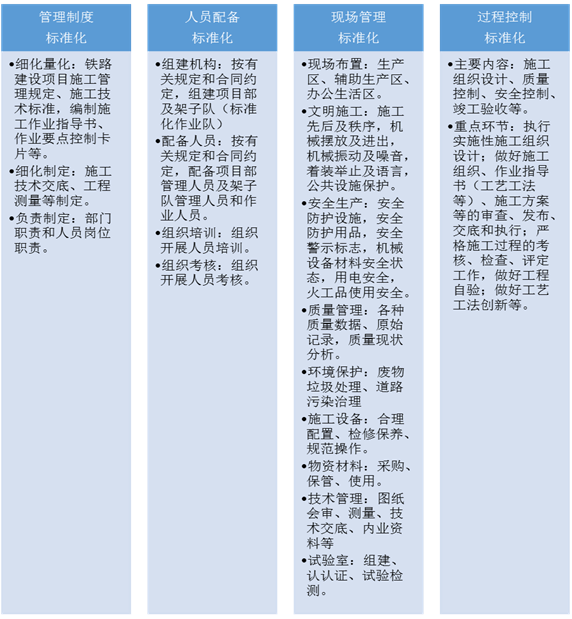 管理制度
标准化
•细化量化：铁路
建设项目施工管
理规定、施工技
术标准，编制施
工作业指导书、
作业要点控制卡
片等。
•细化制定：施工
技术交底、工程
测量等制定。
•负责制定：部门
职责和人员岗位
职责。
人员配备
标准化
•组建机构：按有
关规定和合同约
定，组建项目部
及架子队（标准
化作业队）
•配备人员：按有
关规定和合同约
定，配备项目部
管理人员及架子
队管理人员和作
业人员。
•组织培训：组织
开展人员培训。
•组织考核：组织
开展人员考核。
现场管理
标准化
•现场布置：生产
区、辅助生产区、
办公生活区。
•文明施工：施工
先后及秩序，机
械摆放及进出，
机械振动及噪音，
着装举止及语言，
公共设施保护。
•安全生产：安全
防护设施，安全
防护用品，安全
警示标志，机械
设备材料安全状
态，用电安全，
火工品使用安全。
•质量管理：各种
质量数据、原始
记录，质量现状
分析。
•环境保护：废物
垃圾处理、道路
污染治理
•施工设备：合理
配置、检修保养、
规范操作。
•物资材料：采购、
保管、使用。
•技术管理：图纸
会审、测量、技
术交底、内业资
料等
•试验室：组建、
认认证、试验检
测。
过程控制
标准化
•主要内容：施工
组织设计、质量
控制、安全控制、
竣工验收等。
•重点环节：执行
实施性施工组织
设计；做好施工
组织、作业指导
书（工艺工法
等）、施工方案
等的审查、发布、
交底和执行；严
格施工过程的考
核、检查、评定
工作，做好工程
自验；做好工艺
工法创新等。